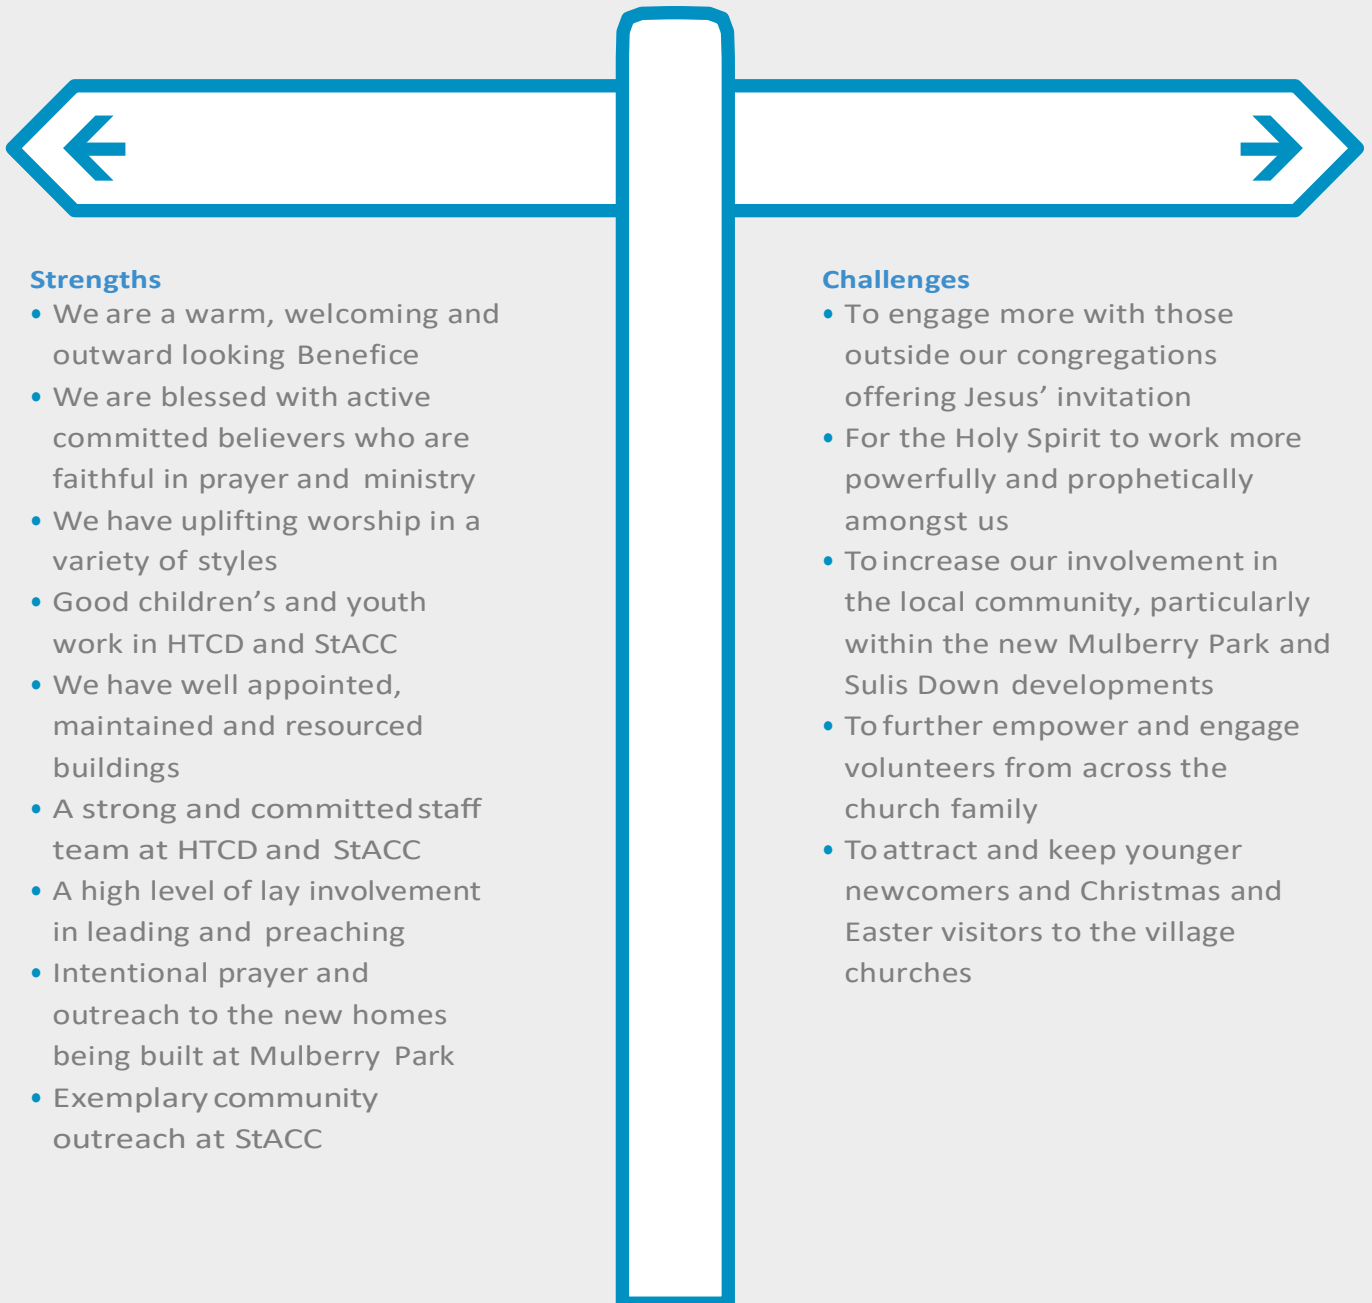 Strengths
• We are a warm, welcoming and
outward looking Benefice
• We are blessed with active
committed believers who are
faithful in prayer and ministry
• We have uplifting worship in a
variety of styles
• Good children’s and youth
work in HTCD and StACC
• We have well appointed,
maintained and resourced
buildings
• A strong and committed staff
team at HTCD and StACC
• A high level of lay involvement
in leading and preaching
• Intentional prayer and
outreach to the new homes
being built at Mulberry Park
• Exemplary community
outreach at StACC
Challenges
• To engage more with those
outside our congregations
offering Jesus’ invitation
• For the Holy Spirit to work more
powerfully and prophetically
amongst us
• To increase our involvement in
the local community, particularly
within the new Mulberry Park and
Sulis Down developments
• To further empower and engage
volunteers from across the
church family
• To attract and keep younger
newcomers and Christmas and
Easter visitors to the village
churches